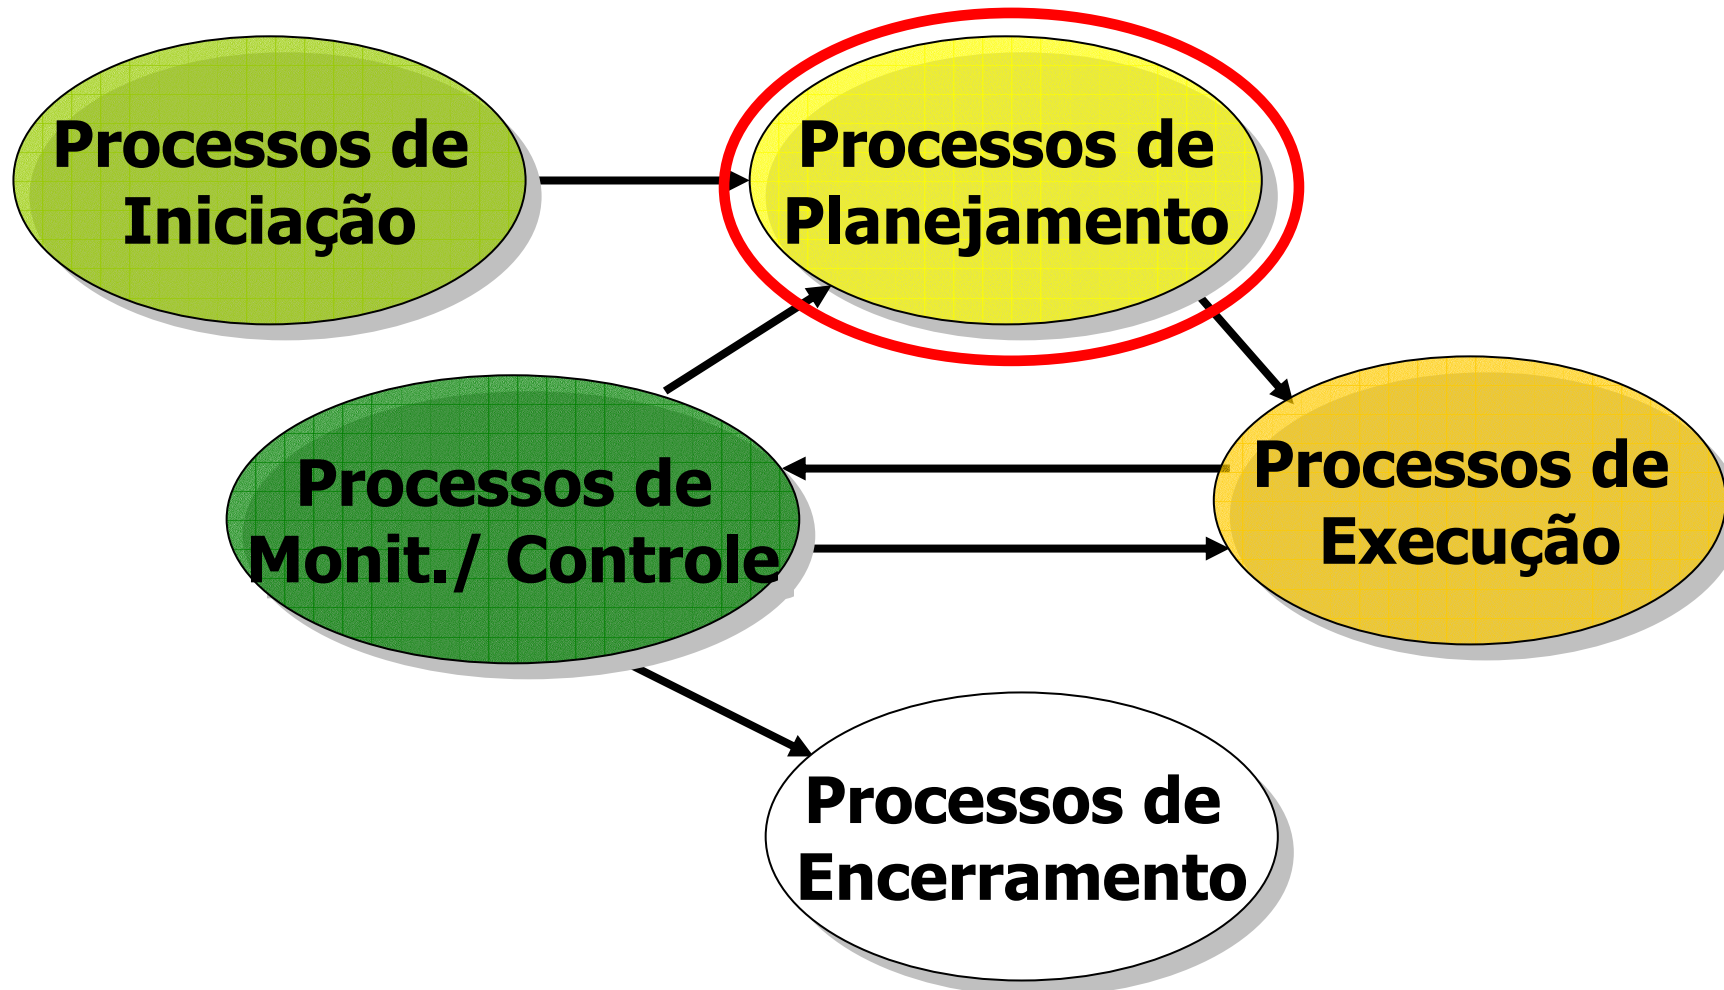 Processos de
Iniciação
Processos de
Planejamento
Processos de
Monit./ Controle
Processos de
Execução
Processos de
Encerramento